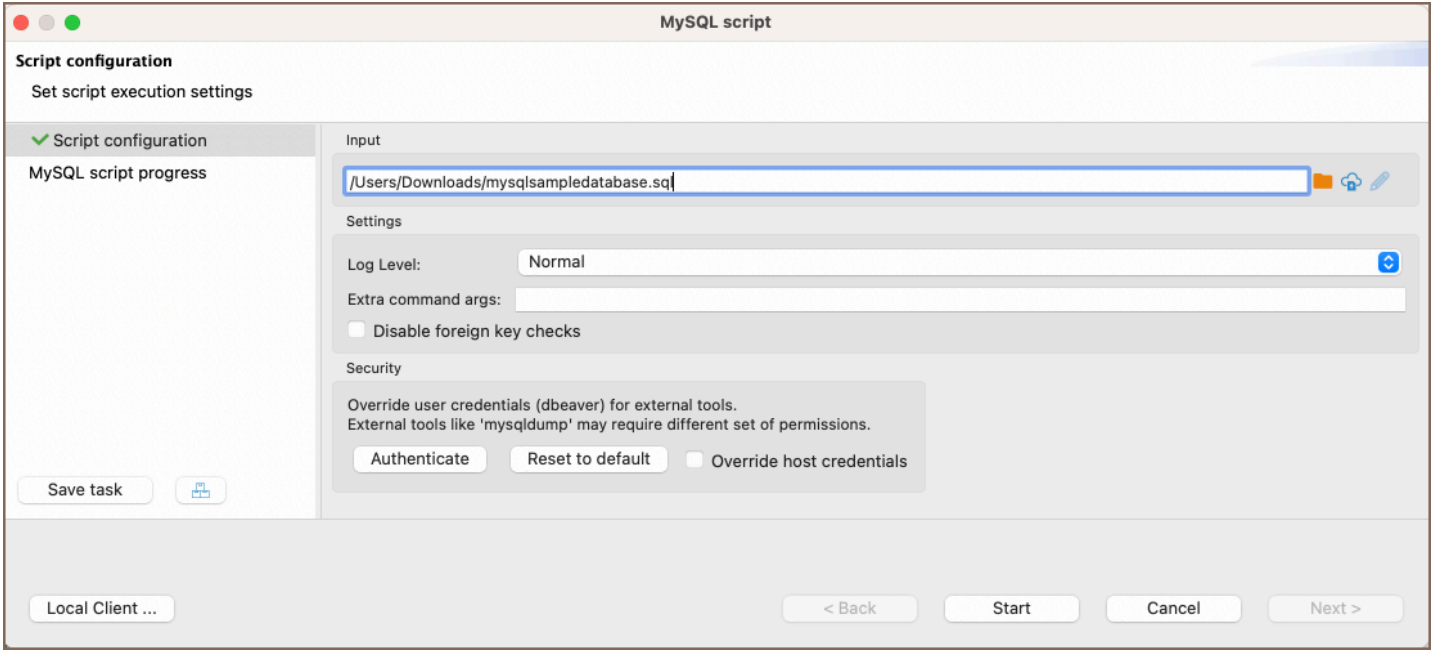 MySQL script
Script configuration
Set script execution settings
Script configuration
MySQL script progress
Input
/Users/Downloads/mysqlsampledatabase.sql
Settings
Log Level:
Normal
Extra command args:
Disable foreign key checks
Security
Override user credentials (dbeaver) for external tools.
External tools like 'mysqldump' may require different set of permissions.
Authenticate
Reset to default
Override host credentials
Save task
Local Client ...
< Back
Start
Cancel
Next >